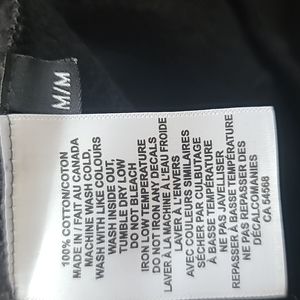 M/M
100% COTTON/COTON
MADE IN / FAIT AU CANADA
MACHINE WASH COLD,
WASH WITH LIKE COLOURS
WASH INSIDE OUT,
TUMBLE DRY LOW
DO NOT BLEACH
IRON LOW TEMPERATURE
DO NOT IRON ANY DECALS
LAVER À LA MACHINE À L'EAU FROIDE
LAVER À L'ENVERS
AVEC COULEURS SIMILAIRES
SÉCHER PAR CULBUTAGE
À BASSE TEMPÉRATURE
NE PAS JAVELLISER
REPASSER À BASSE TEMPÉRATURE
NE PAS REPASSER DES
DÉCALCOMANIES
CA 54668